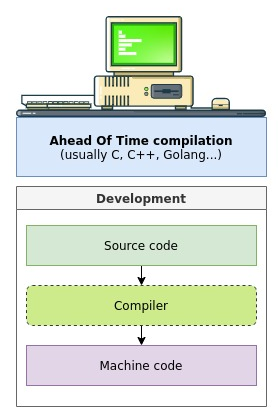 Ahead Of Time compilation
(usually C, C++, Golang...)
Development
Source code
Compiler
Machine code